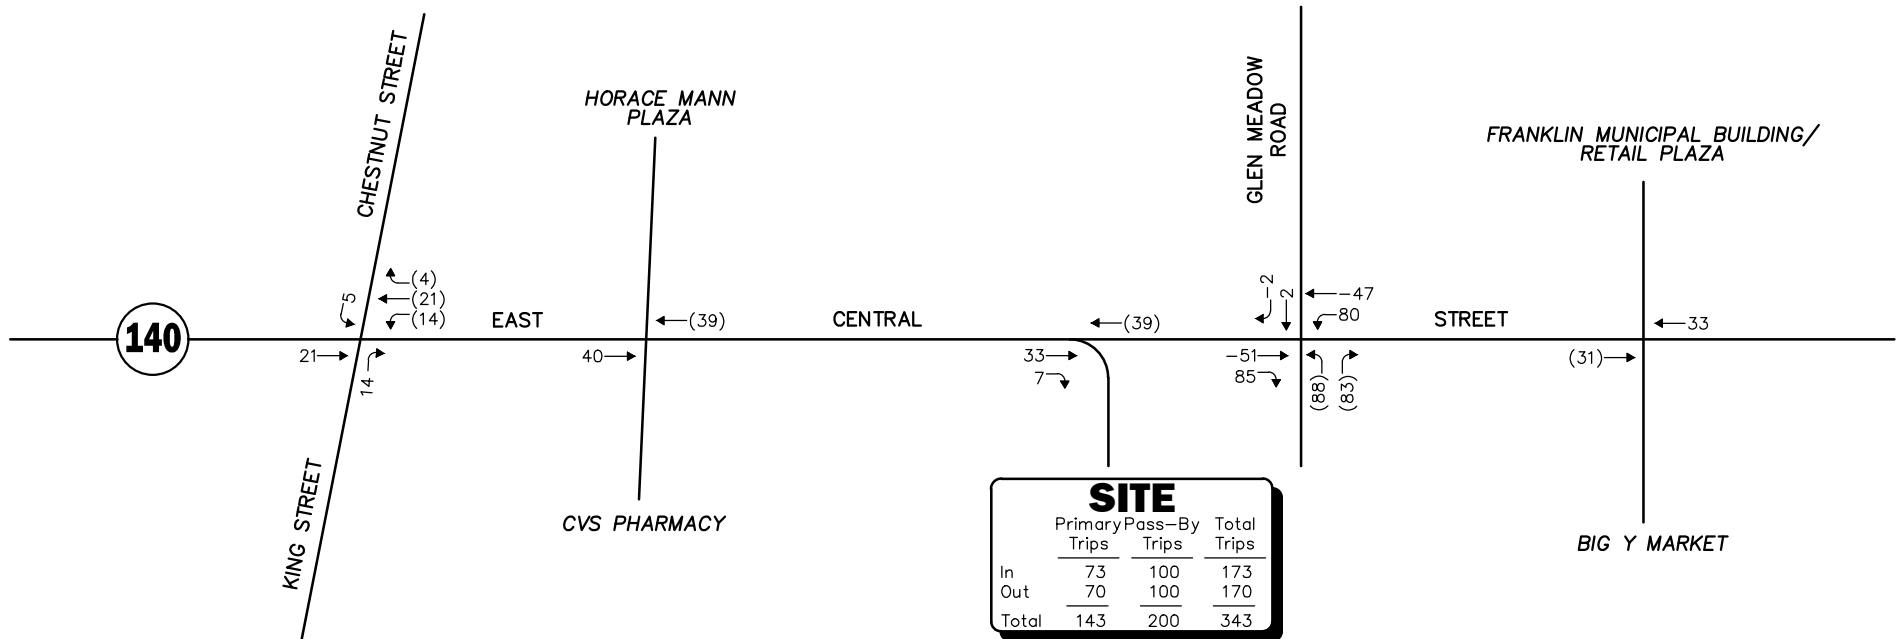 CHESTNUT STREET
HORACE MANN
PLAZA
GLEN MEADOW
ROAD
FRANKLIN MUNICIPAL BUILDING/
RETAIL PLAZA
140
5
(4)
(21)
(14)
EAST
(39)
CENTRAL
(39)
-2
2
-47
80
STREET
33
21
14
40
33
7
-51
85
(88)
(83)
(31)
KING STREET
CVS PHARMACY
BIG Y MARKET
SITE
Primary Pass-By Total
Trips Trips Trips
In 73 100 173
Out 70 100 170
Total 143 200 343